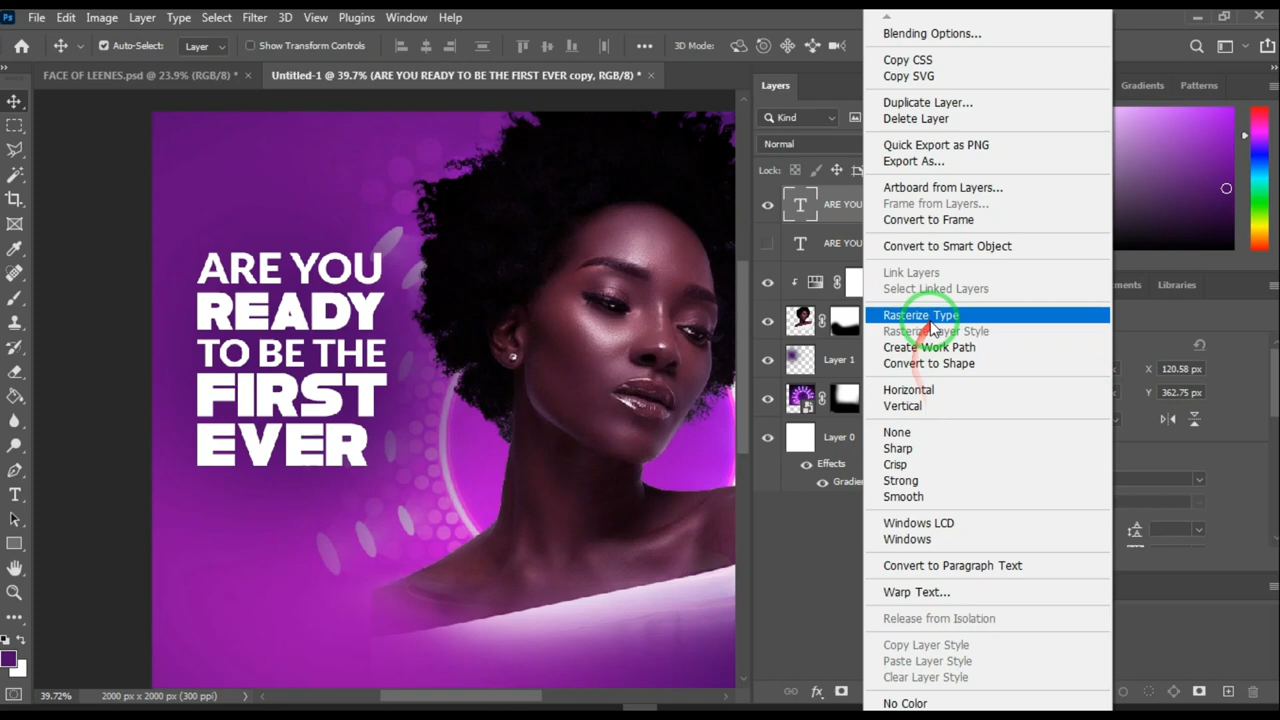 Ps
File Edit Image Layer Type Select Filter 3D View Plugins Window Help
Auto-Select: Layer Show Transform Controls 3D Mode:
FACE OF LEENES.psd @ 23.9% (RGB/8) * × Untitled-1 @ 39.7% (ARE YOU READY TO BE THE FIRST EVER copy, RGB/8) * ×
ARE YOU
READY
TO BE THE
FIRST
EVER
Layers
Kind
Normal
Lock:
T ARE YOU
T ARE YOU
Layer 1
Layer 0
Effects
Blending Options...
Copy CSS
Copy SVG
Duplicate Layer...
Delete Layer
Quick Export as PNG
Export As...
Artboard from Layers...
Frame from Layers...
Convert to Frame
Convert to Smart Object
Link Layers
Select Linked Layers
Rasterize Type
Rasterize Layer Style
Create Work Path
Convert to Shape
Horizontal
Vertical
None
Sharp
Crisp
Strong
Smooth
Windows LCD
Windows
Convert to Paragraph Text
Warp Text...
Release from Isolation
Copy Layer Style
Paste Layer Style
Clear Layer Style
No Color
Gradients Patterns
Libraries
X 120.58 px
Y 362.75 px
39.72% 2000 px x 2000 px (300 ppi)
fx